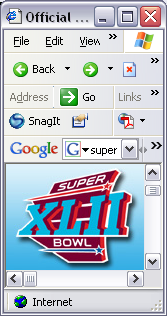 Official
File Edit View »
Back »
Address Go Links »
SnagIt »
Google G super »
SUPER
XLII
BOWL
Internet